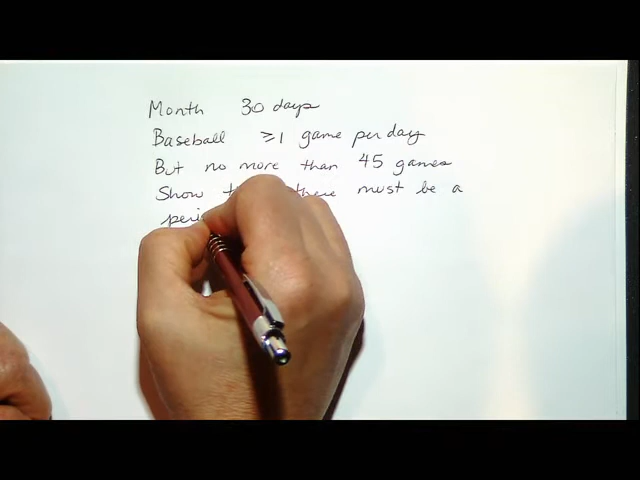 Month 30 days
Baseball ≥1 game per day
But no more than 45 games
Show there must be a